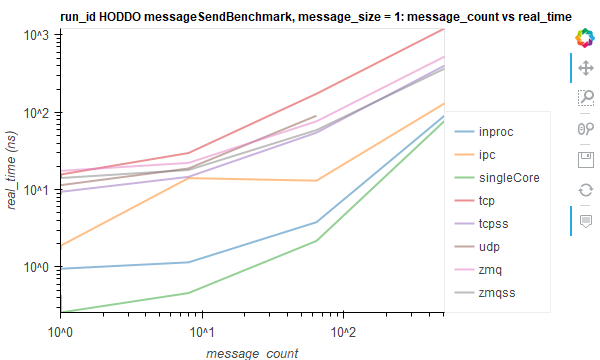 run_id HODDO messageSendBenchmark, message_size = 1: message_count vs real_time
10^3
10^2
10^1
10^0
real_time (ns)
10^0
10^1
10^2
message_count
inproc
ipc
singleCore
tcp
tcpss
udp
zmq
zmqss